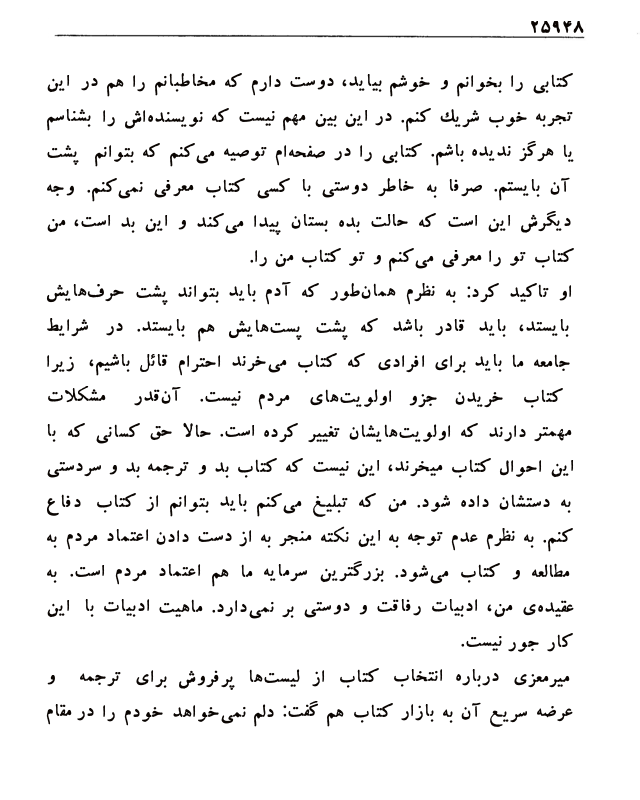 ۲۵۹۴۸
کتابی را بخوانم و خوشم بیاید، دوست دارم که مخاطبانم را هم در این
تجربه خوب شریك کنم. در این بین مهم نیست که نویسنده‌اش را بشناسم
یا هرگز ندیده باشم. کتابی را در صفحه‌ام توصیه می‌کنم که بتوانم پشت
آن بایستم. صرفا به خاطر دوستی با کسی کتاب معرفی نمی‌کنم. وجه
دیگرش این است که حالت بده بستان پیدا می‌کند و این بد است، من
کتاب تو را معرفی می‌کنم و تو کتاب من را.
او تاکید کرد: به نظرم همان‌طور که آدم باید بتواند پشت حرف‌هایش
بایستد، باید قادر باشد که پشت پست‌هایش هم بایستد. در شرایط
جامعه ما باید برای افرادی که کتاب می‌خرند احترام قائل باشیم، زیرا
کتاب خریدن جزو اولویت‌های مردم نیست. آن‌قدر مشکلات
مهمتر دارند که اولویت‌هایشان تغییر کرده است. حالا حق کسانی که با
این احوال کتاب میخرند، این نیست که کتاب بد و ترجمه بد و سردستی
به دستشان داده شود. من که تبلیغ می‌کنم باید بتوانم از کتاب دفاع
کنم. به نظرم عدم توجه به این نکته منجر به از دست دادن اعتماد مردم به
مطالعه و کتاب می‌شود. بزرگترین سرمایه ما هم اعتماد مردم است. به
عقیده‌ی من، ادبیات رفاقت و دوستی بر نمی‌دارد. ماهیت ادبیات با این
کار جور نیست.
میرمعزی درباره انتخاب کتاب از لیست‌ها پرفروش برای ترجمه و
عرضه سریع آن به بازار کتاب هم گفت: دلم نمی‌خواهد خودم را در مقام